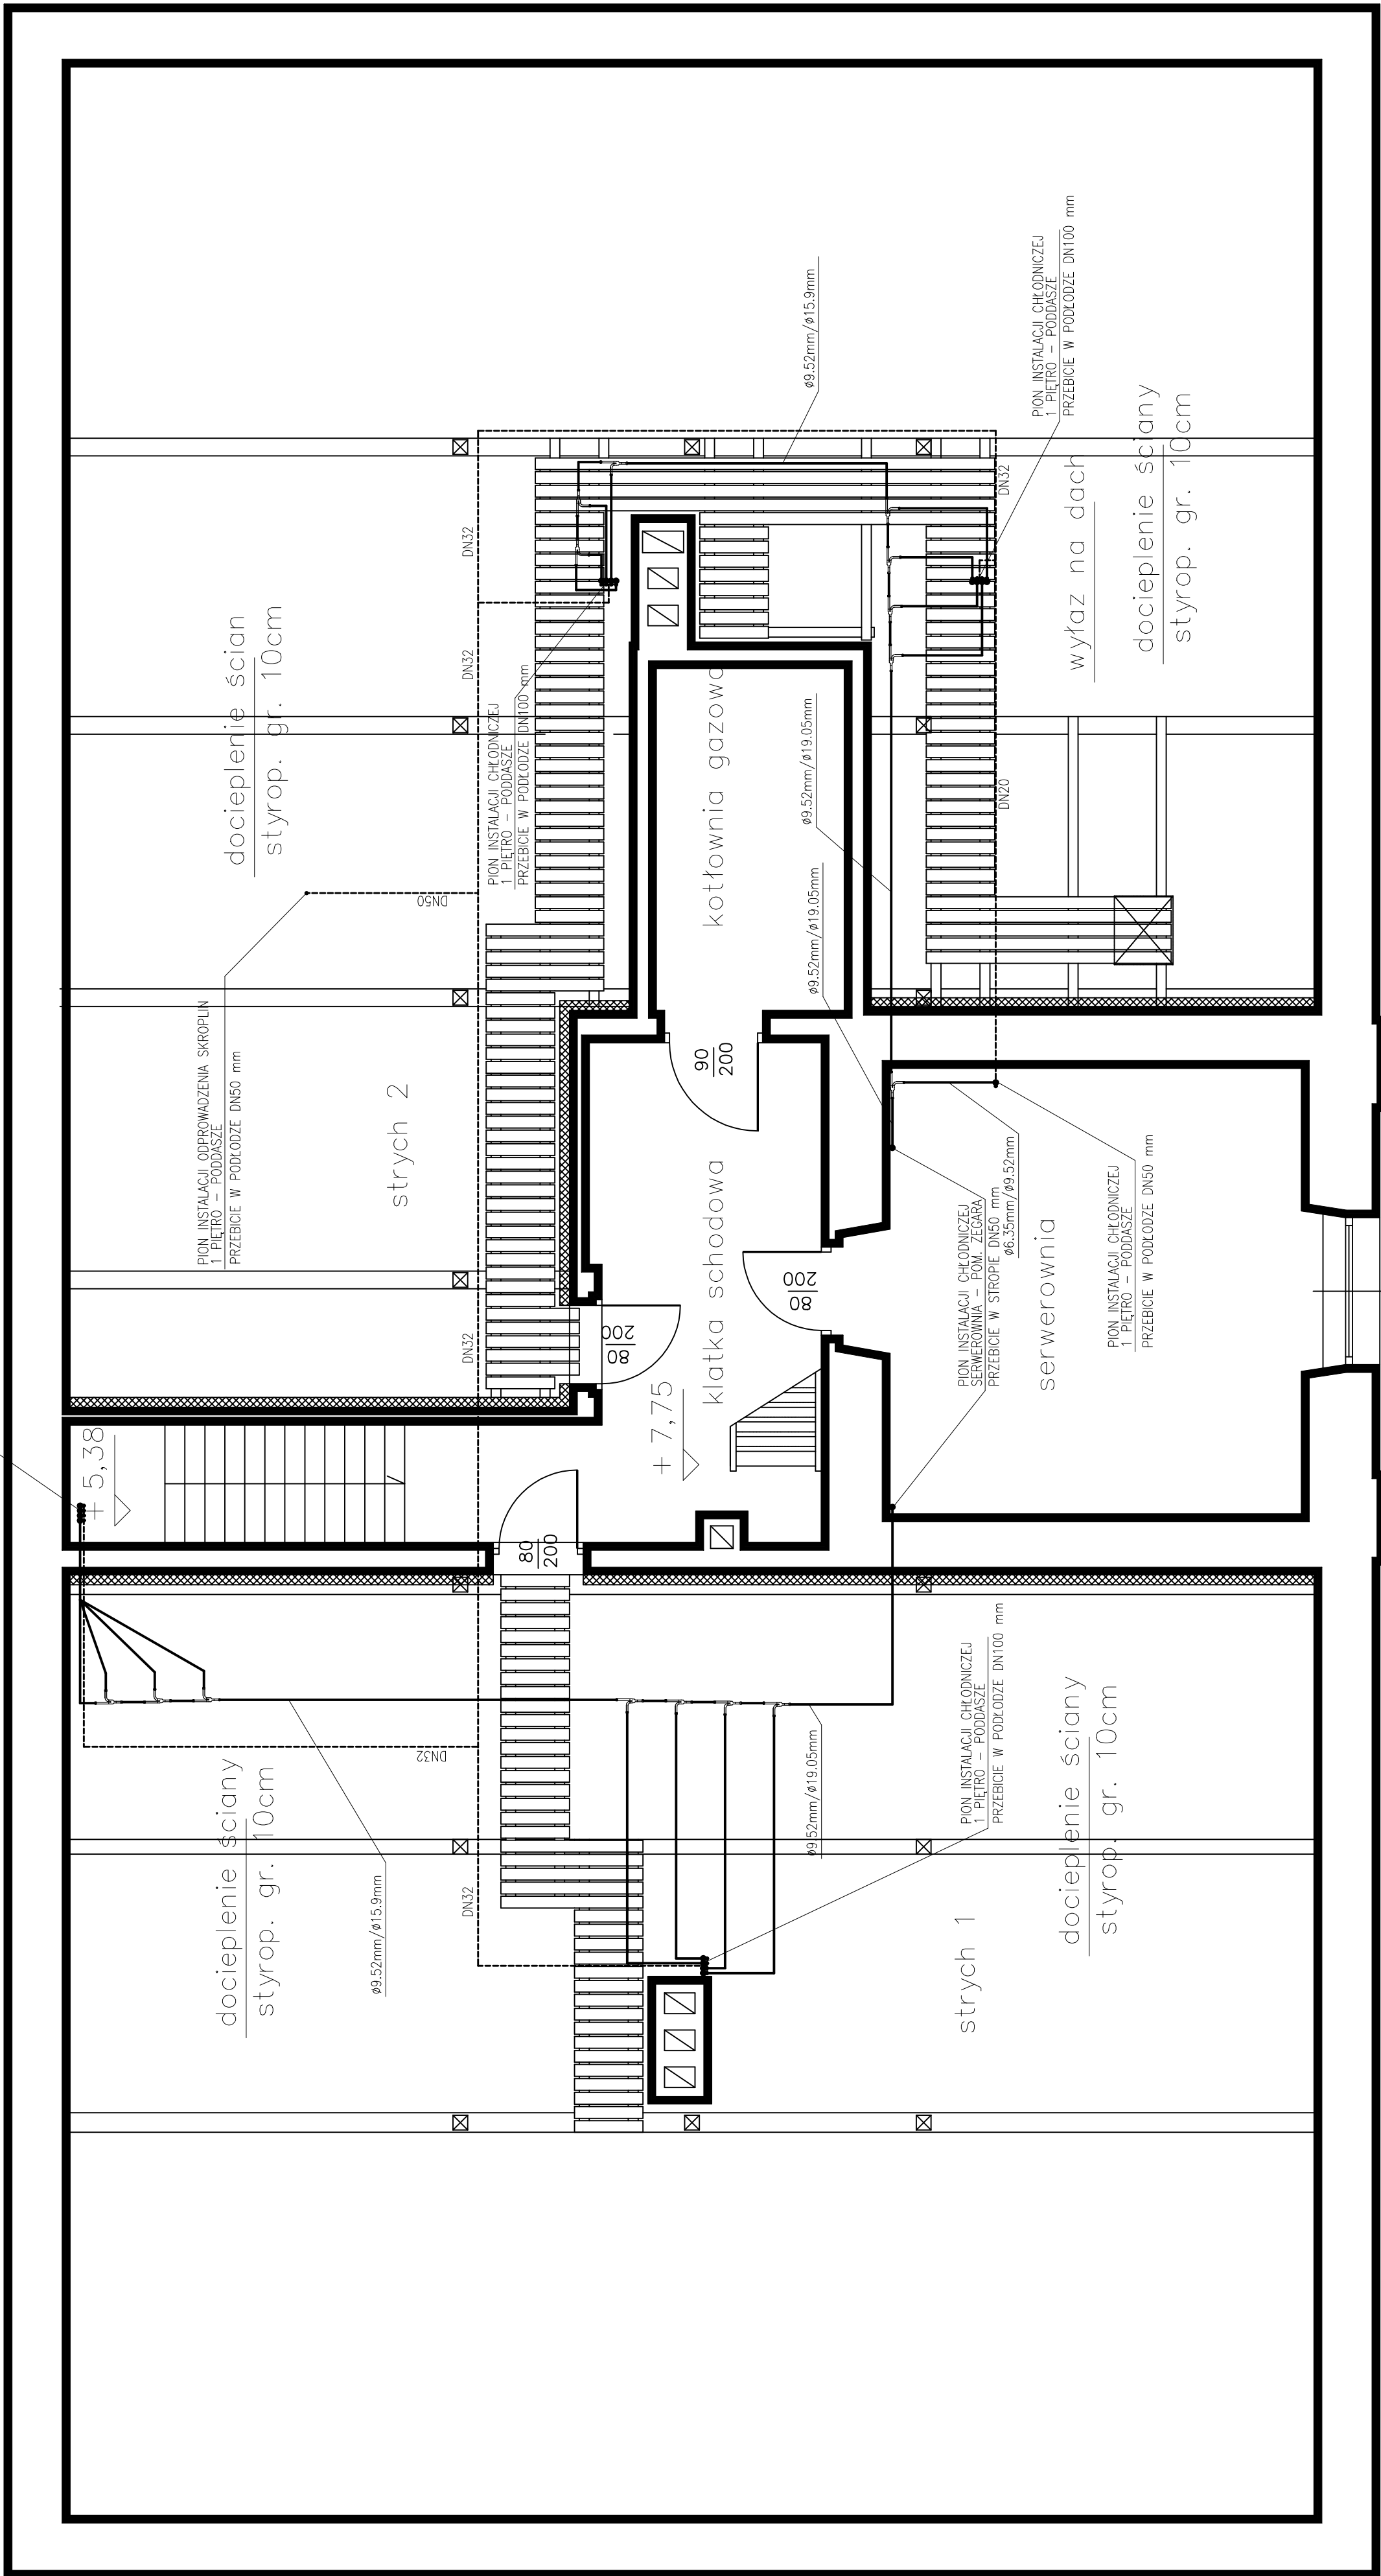 ø9.52mm/ø15.9mm
PION INSTALACJI CHŁODNICZEJ
1 PIĘTRO - PODDASZE
PRZEBICIE W PODŁODZE DN100 mm
wyłaz na dach
docieplenie ściany
styrop. gr. 10cm
DN32
DN32
DN32
docieplenie ścian
styrop. gr. 10cm
PION INSTALACJI CHŁODNICZEJ
1 PIĘTRO - PODDASZE
PRZEBICIE W PODŁODZE DN100 mm
kotłownia gazowa
ø9.52mm/ø19.05mm
DN20
DN50
ø9.52mm/ø19.05mm
PION INSTALACJI ODPROWADZENIA SKROPLIN
1 PIĘTRO - PODDASZE
PRZEBICIE W PODŁODZE DN50 mm
strych 2
90
200
klatka schodowa
80
200
80
200
DN32
+ 7,75
PION INSTALACJI CHŁODNICZEJ
SERWEROWNIA - POM. ZEGARA
PRZEBICIE W STROPIE DN50 mm
ø6.35mm/ø9.52mm
serwerownia
PION INSTALACJI CHŁODNICZEJ
1 PIĘTRO - PODDASZE
PRZEBICIE W PODŁODZE DN50 mm
+ 5,38
80
200
DN32
docieplenie ściany
styrop. gr. 10cm
ø9.52mm/ø15.9mm
DN32
ø9.52mm/ø19.05mm
PION INSTALACJI CHŁODNICZEJ
1 PIĘTRO - PODDASZE
PRZEBICIE W PODŁODZE DN100 mm
strych 1
docieplenie ściany
styrop. gr. 10cm